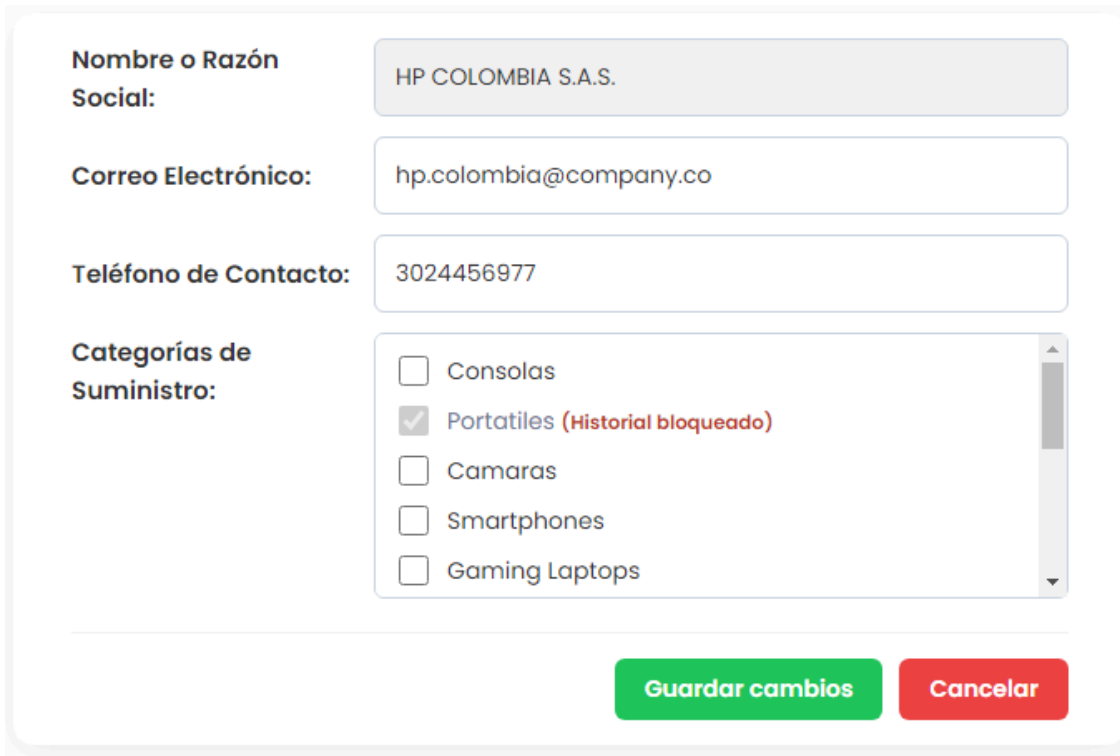 Nombre o Razón
Social:
HP COLOMBIA S.A.S.
Correo Electrónico:
hp.colombia@company.co
Teléfono de Contacto:
3024456977
Categorías de
Suministro:
Consolas
Portatiles (Historial bloqueado)
Camaras
Smartphones
Gaming Laptops
Guardar cambios
Cancelar